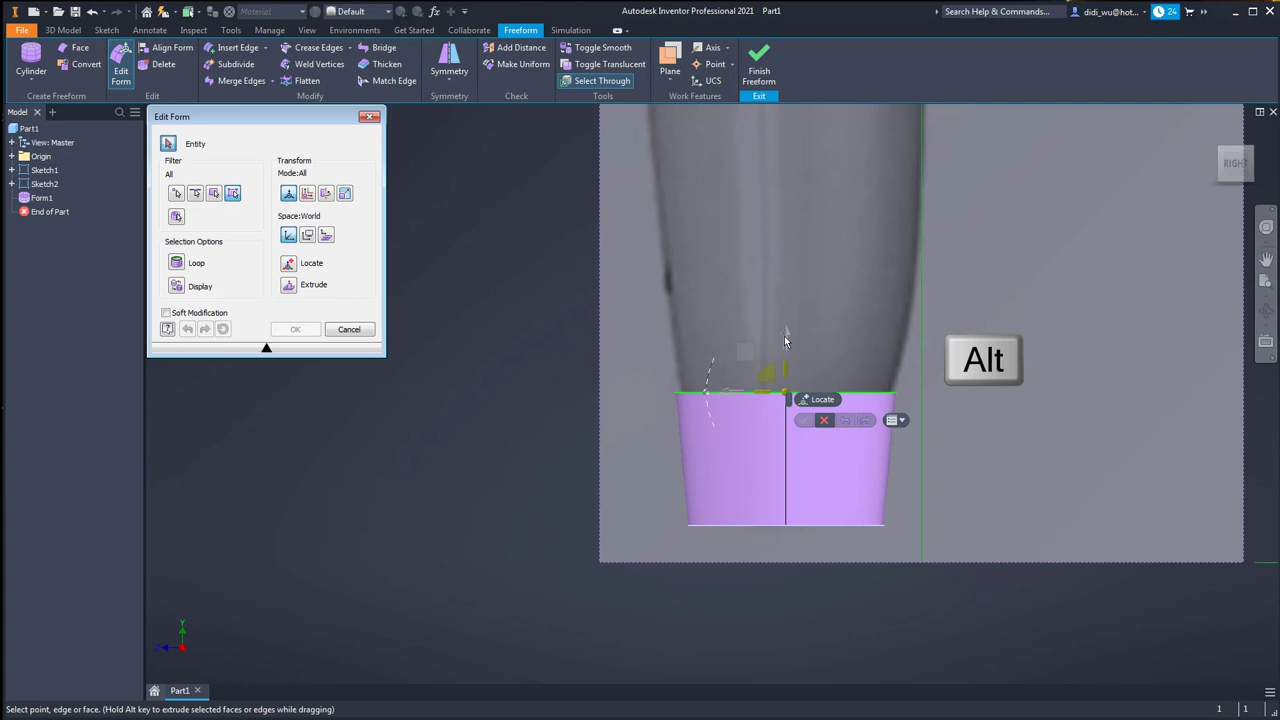 Material
Default
Autodesk Inventor Professional 2021 Part1
Search Help & Commands...
didi_wu@hot...
24
File
3D Model
Sketch
Annotate
Inspect
Tools
Manage
View
Environments
Get Started
Collaborate
Freeform
Simulation
Face
Convert
Cylinder
Create Freeform
Edit
Form
Align Form
Delete
Edit
Insert Edge
Subdivide
Merge Edges
Crease Edges
Weld Vertices
Flatten
Bridge
Thicken
Match Edge
Modify
Symmetry
Symmetry
Add Distance
Make Uniform
Check
Toggle Smooth
Toggle Translucent
Select Through
Tools
Plane
Axis
Point
UCS
Work Features
Finish
Freeform
Exit
Model
Part1
View: Master
Origin
Sketch1
Sketch2
Form1
End of Part
Edit Form
Entity
Filter
All
Selection Options
Loop
Display
Soft Modification
Transform
Mode:All
Space:World
Locate
Extrude
OK
Cancel
RIGHT
Alt
Locate
Y
Z
Part1
Select point, edge or face. (Hold Alt key to extrude selected faces or edges while dragging)
1
1